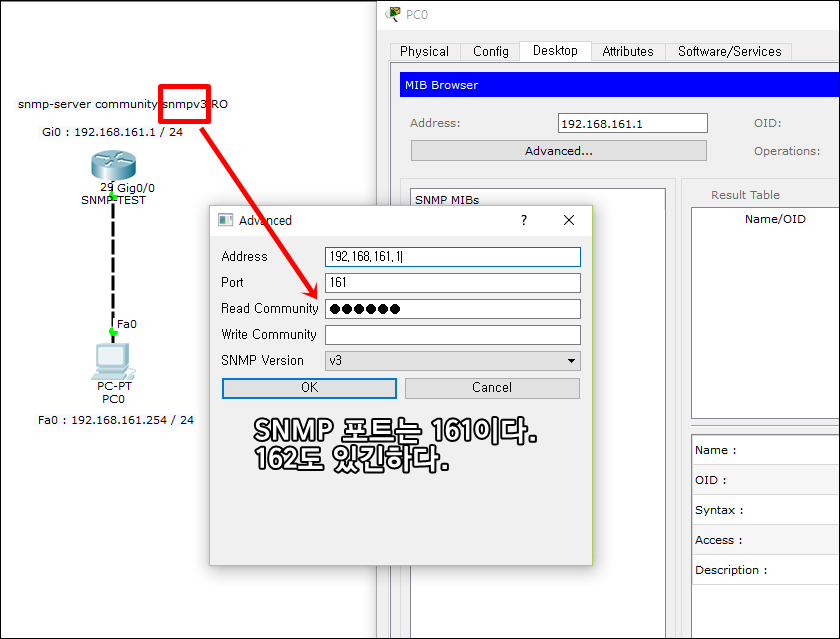 PC0
Physical Config Desktop Attributes Software/Services
MIB Browser
Address: 192.168.161.1 OID:
Advanced... Operations:
SNMP MIBs
Result Table
Name/OID
Name :
OID :
Syntax :
Access :
Description :
snmp-server community snmpv3 RO
Gi0 : 192.168.161.1 / 24
29 Gig0/0
SNMP-TEST
Fa0
PC-PT
PC0
Fa0 : 192.168.161.254 / 24
Advanced ?
Address 192.168.161.1
Port 161
Read Community ●●●●●●
Write Community
SNMP Version v3
OK Cancel
SNMP 포트는 161이다.
162도 있긴하다.